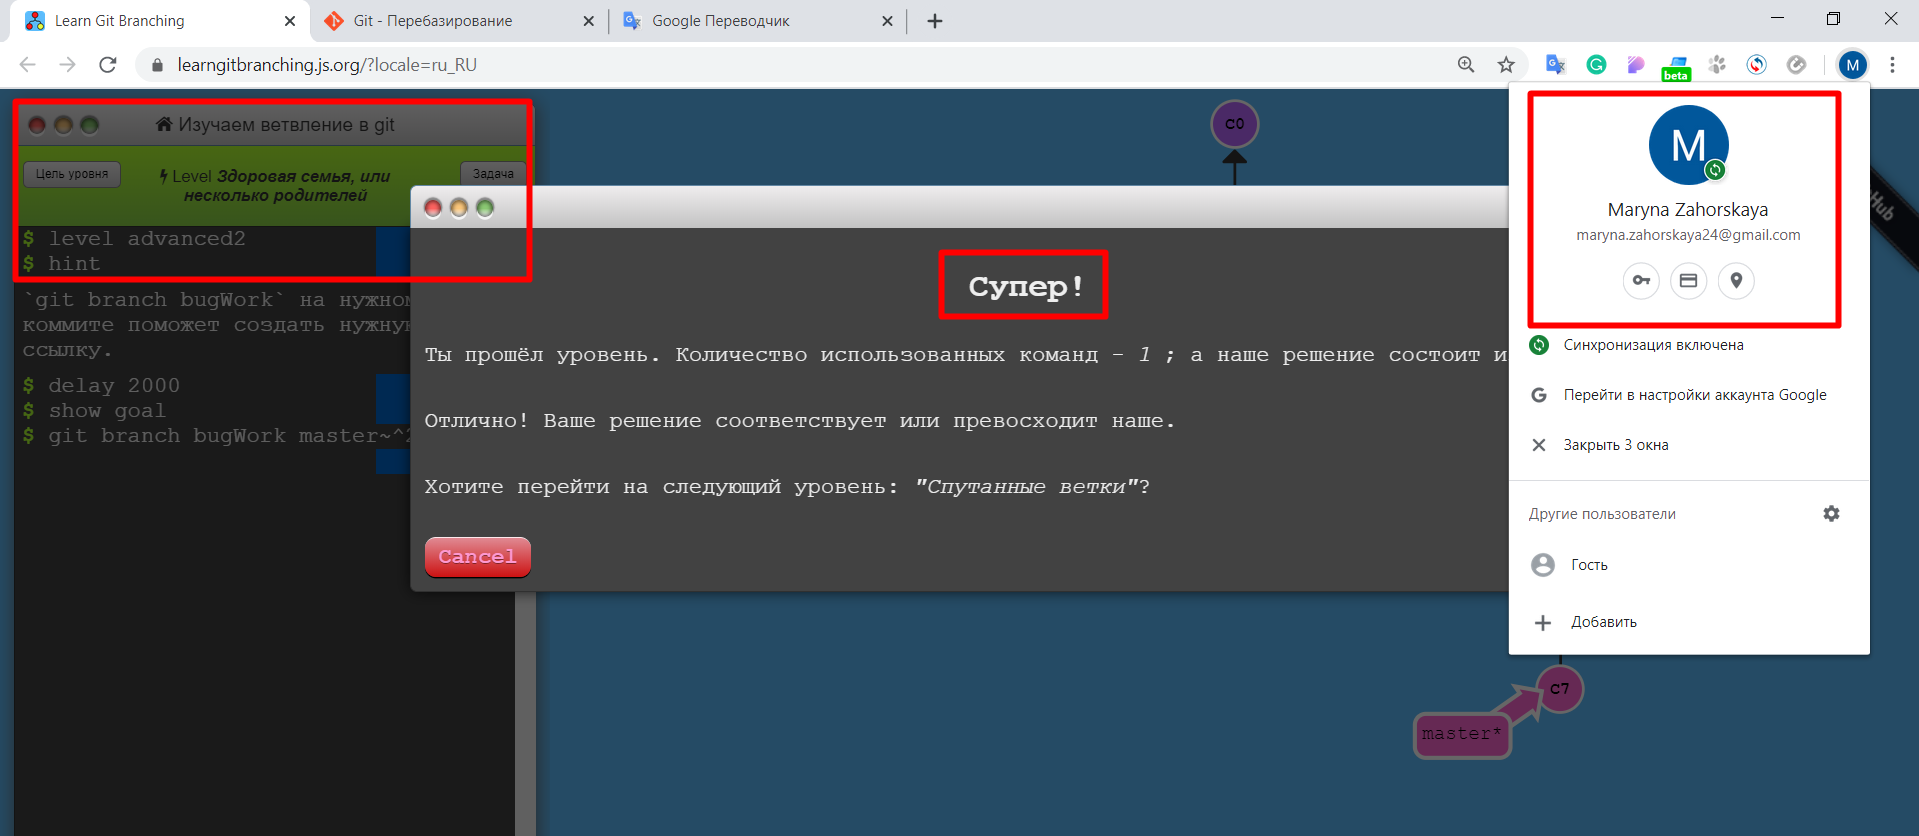 Learn Git Branching
Git - Перебазирование
Google Переводчик
learngitbranching.js.org/?locale=ru_RU
beta
M
Изучаем ветвление в git
Цель уровня
Level Здоровая семья, или
несколько родителей
Задача
$ level advanced2
$ hint
`git branch bugWork` на нужном
коммите поможет создать нужную
ссылку.
$ delay 2000
$ show goal
$ git branch bugWork master~^2
C0
Супер!
Ты прошёл уровень. Количество использованных команд - 1 ; а наше решение состоит и
Отлично! Ваше решение соответствует или превосходит наше.
Хотите перейти на следующий уровень: "Спутанные ветки"?
Cancel
M
Maryna Zahorskaya
maryna.zahorskaya24@gmail.com
Синхронизация включена
G Перейти в настройки аккаунта Google
Закрыть 3 окна
Другие пользователи
Гость
Добавить
Hub
C7
master*